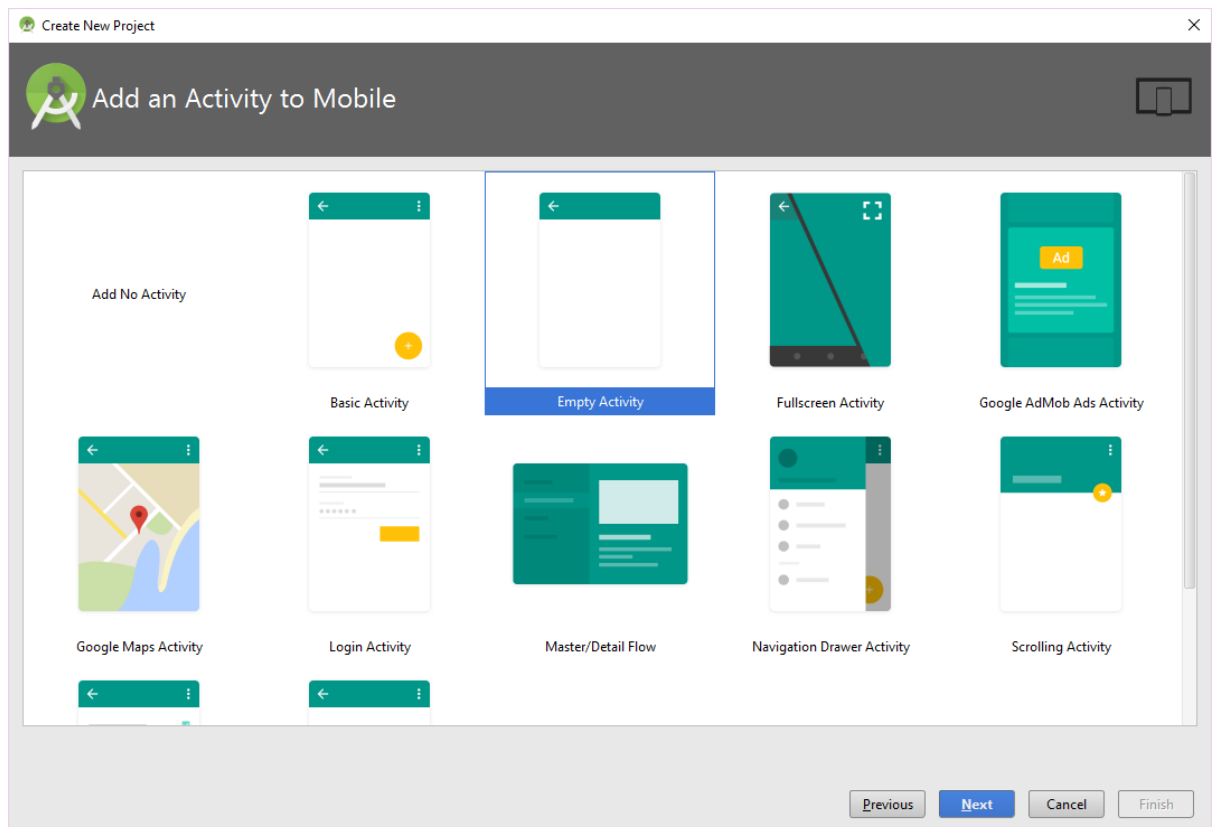 Create New Project
Add an Activity to Mobile
Add No Activity
Basic Activity
Empty Activity
Fullscreen Activity
Ad
Google AdMob Ads Activity
Google Maps Activity
Login Activity
Master/Detail Flow
Navigation Drawer Activity
Scrolling Activity
Previous
Next
Cancel
Finish